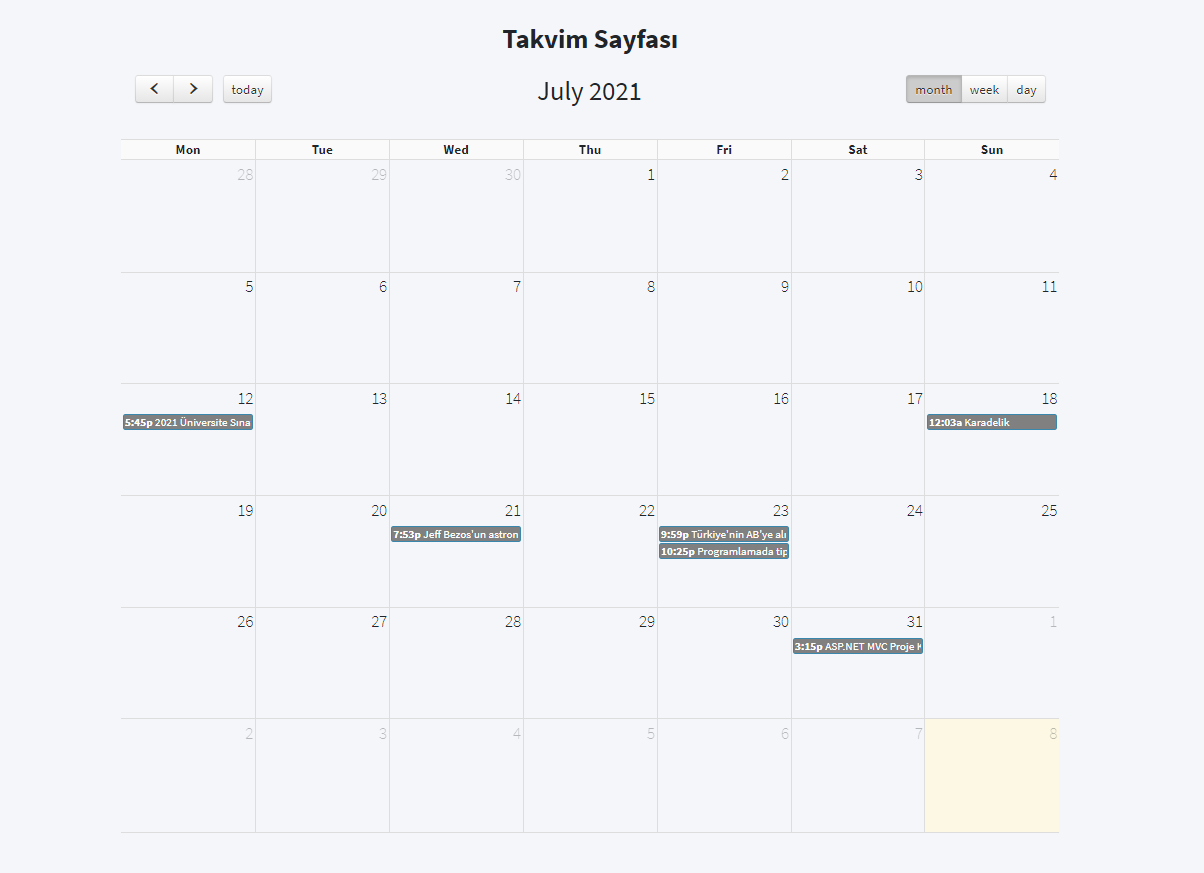 Takvim Sayfası
today
July 2021
month week day
Mon Tue Wed Thu Fri Sat Sun
28 29 30 1 2 3 4
5 6 7 8 9 10 11
12 13 14 15 16 17 18
5:45p 2021 Üniversite Sına
12:03a Karadelik
19 20 21 22 23 24 25
7:53p Jeff Bezos'un astron
9:59p Türkiye'nin AB'ye alı
10:25p Programlamada tip
26 27 28 29 30 31 1
3:15p ASP.NET MVC Proje K
2 3 4 5 6 7 8